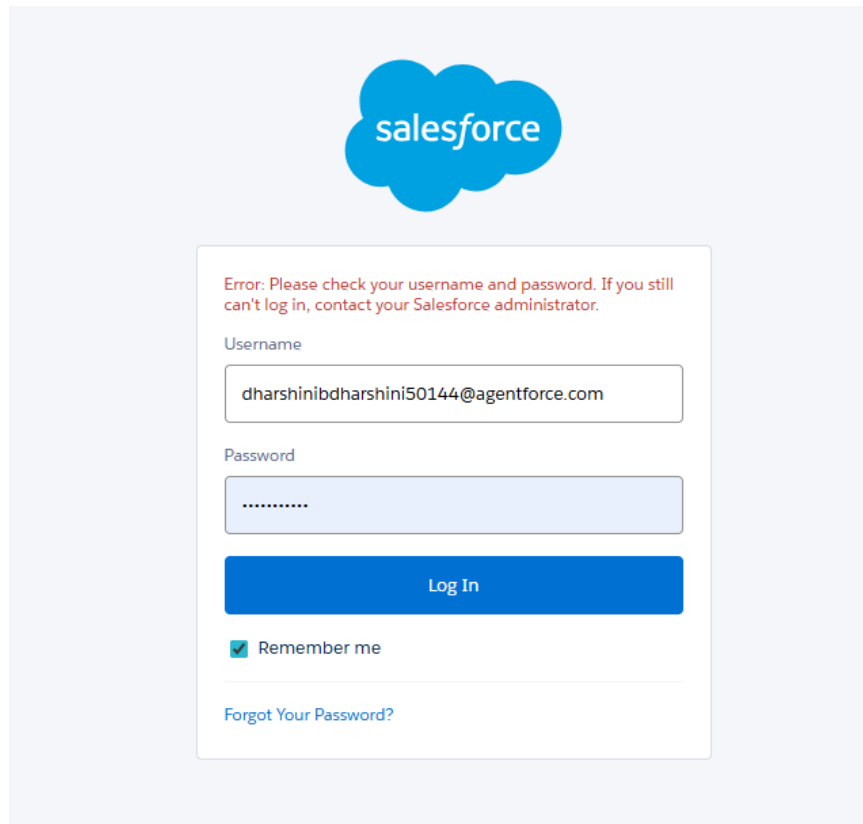 salesforce
Error: Please check your username and password. If you still
can't log in, contact your Salesforce administrator.
Username
dharshinibdharshini50144@agentforce.com
Password
...........
Log In
Remember me
Forgot Your Password?